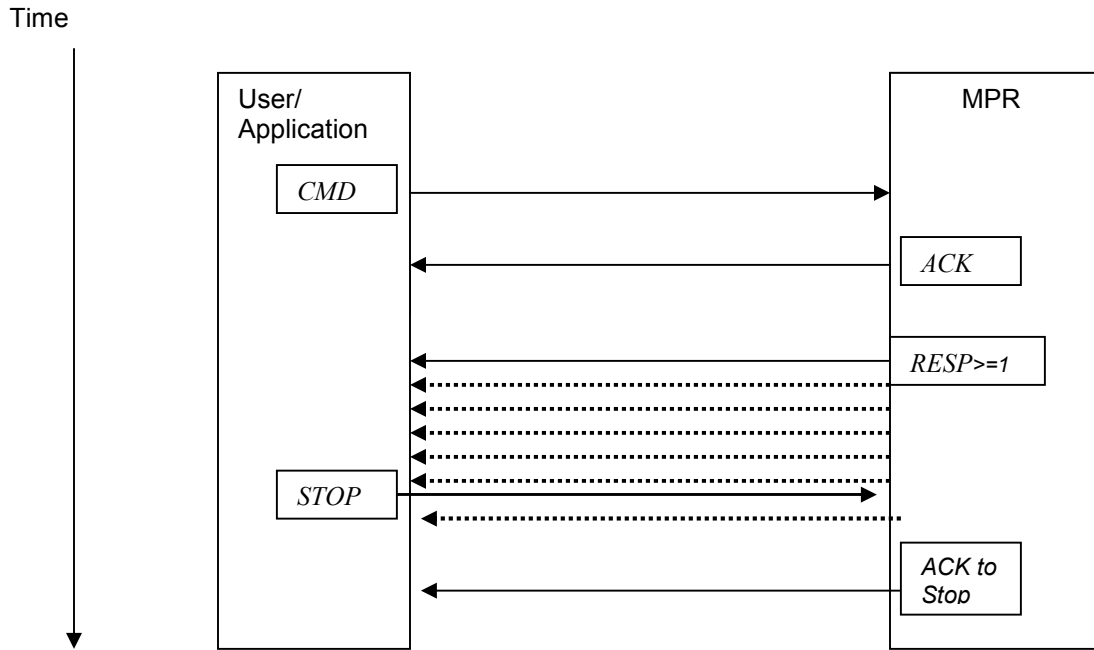 Time
User/
Application
MPR
CMD
ACK
RESP>=1
STOP
ACK to
Stop